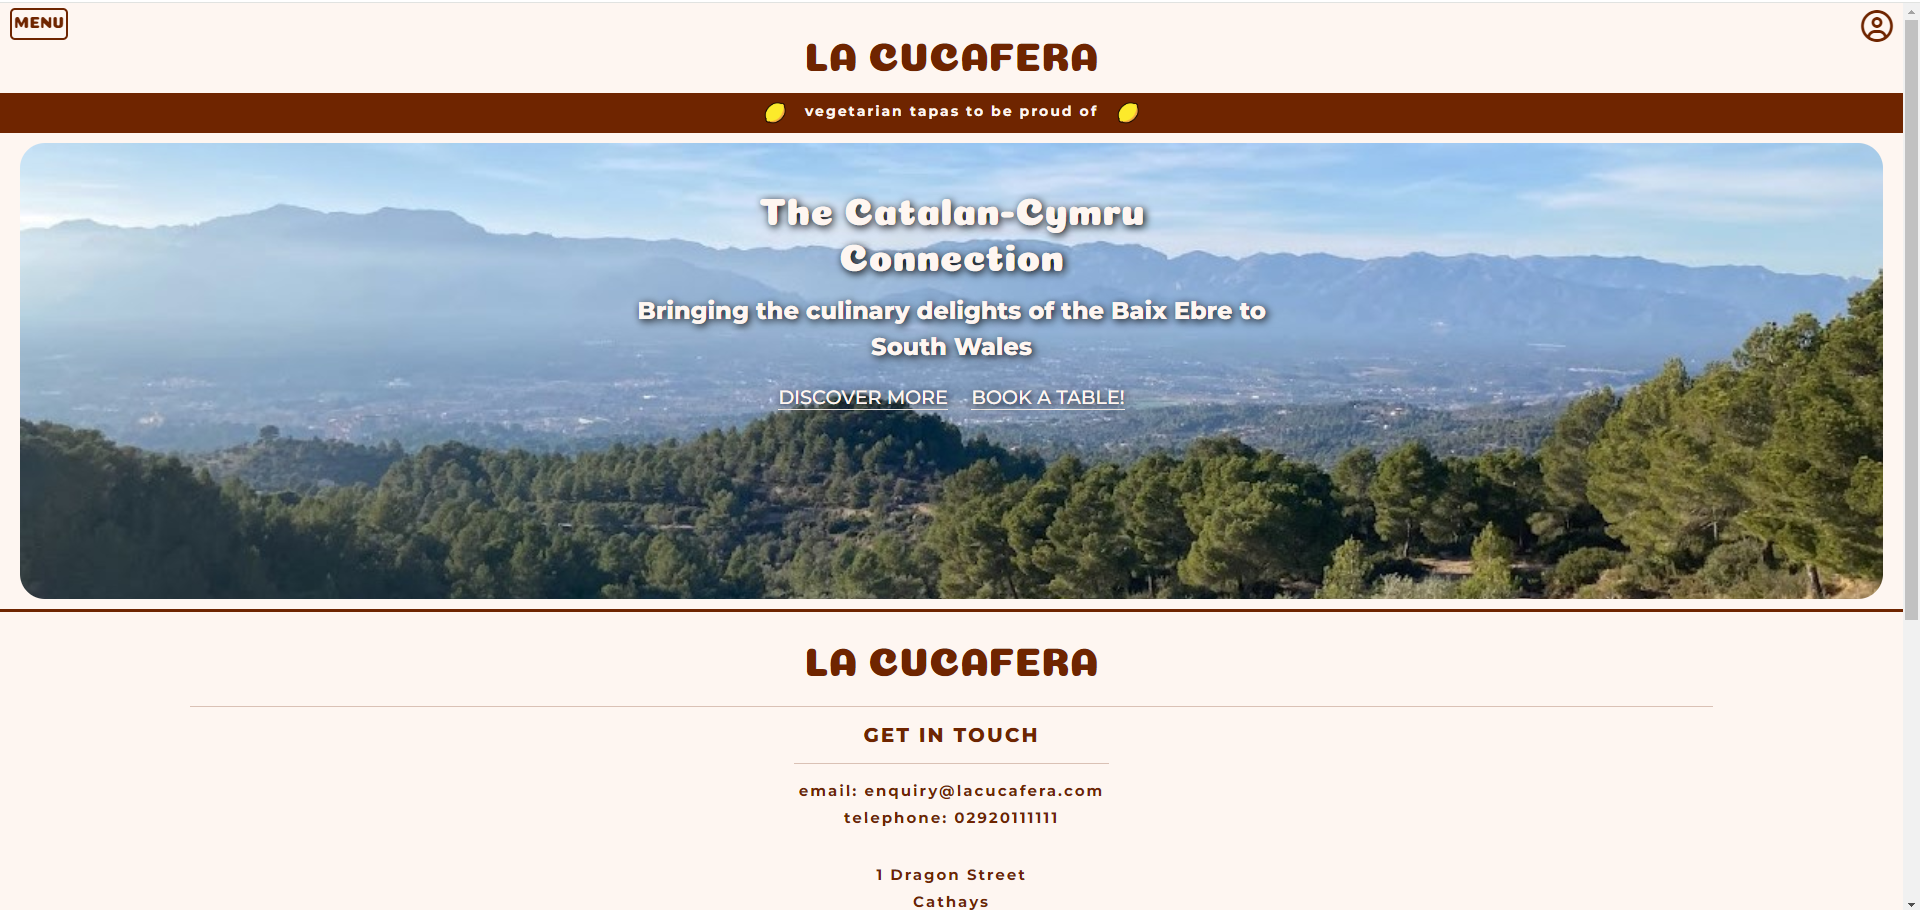 MENU
LA CUCAFERA
vegetarian tapas to be proud of
The Catalan-Cymru
Connection
Bringing the culinary delights of the Baix Ebre to
South Wales
DISCOVER MORE BOOK A TABLE!
LA CUCAFERA
GET IN TOUCH
email: enquiry@lacucafera.com
telephone: 02920111111
1 Dragon Street
Cathays